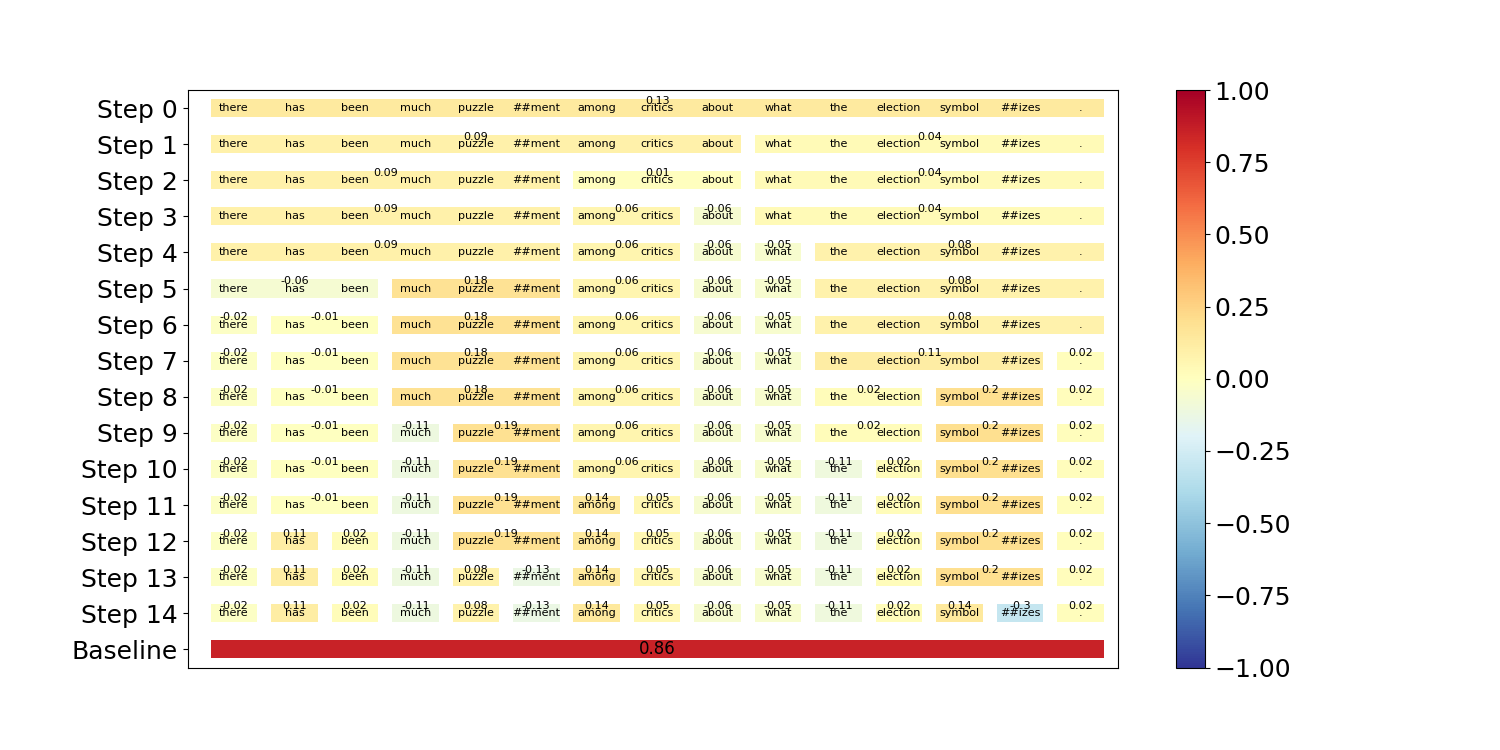 Step 0 there has been much puzzle ##ment among critics about what the election symbol ##izes . 0.13
Step 1 there has been much puzzle ##ment among critics about what the election symbol ##izes . 0.09 0.04
Step 2 there has been much puzzle ##ment among critics about what the election symbol ##izes . 0.09 0.01 0.04
Step 3 there has been much puzzle ##ment among critics about what the election symbol ##izes . 0.09 0.06 -0.06 0.04
Step 4 there has been much puzzle ##ment among critics about what the election symbol ##izes . 0.09 0.06 -0.06 -0.05 0.08
Step 5 there has been much puzzle ##ment among critics about what the election symbol ##izes . -0.06 0.18 0.06 -0.06 -0.05 0.08
Step 6 there has been much puzzle ##ment among critics about what the election symbol ##izes . -0.02 -0.01 0.18 0.06 -0.06 -0.05 0.08
Step 7 there has been much puzzle ##ment among critics about what the election symbol ##izes . -0.02 -0.01 0.18 0.06 -0.06 -0.05 0.11 0.02
Step 8 there has been much puzzle ##ment among critics about what the election symbol ##izes . -0.02 -0.01 0.18 0.06 -0.06 -0.05 0.02 0.2 0.02
Step 9 there has been much puzzle ##ment among critics about what the election symbol ##izes . -0.02 -0.01 -0.11 0.19 0.06 -0.06 -0.05 0.02 0.2 0.02
Step 10 there has been much puzzle ##ment among critics about what the election symbol ##izes . -0.02 -0.01 -0.11 0.19 0.06 -0.06 -0.05 -0.11 0.02 0.2 0.02
Step 11 there has been much puzzle ##ment among critics about what the election symbol ##izes . -0.02 -0.01 -0.11 0.19 0.14 0.05 -0.06 -0.05 -0.11 0.02 0.2 0.02
Step 12 there has been much puzzle ##ment among critics about what the election symbol ##izes . -0.02 0.11 0.02 -0.11 0.19 0.14 0.05 -0.06 -0.05 -0.11 0.02 0.2 0.02
Step 13 there has been much puzzle ##ment among critics about what the election symbol ##izes . -0.02 0.11 0.02 -0.11 0.08 -0.13 0.14 0.05 -0.06 -0.05 -0.11 0.02 0.2 0.02
Step 14 there has been much puzzle ##ment among critics about what the election symbol ##izes . -0.02 0.11 0.02 -0.11 0.08 -0.13 0.14 0.05 -0.06 -0.05 -0.11 0.02 0.14 -0.3 0.02
Baseline 0.86
1.00
0.75
0.50
0.25
0.00
−0.25
−0.50
−0.75
−1.00